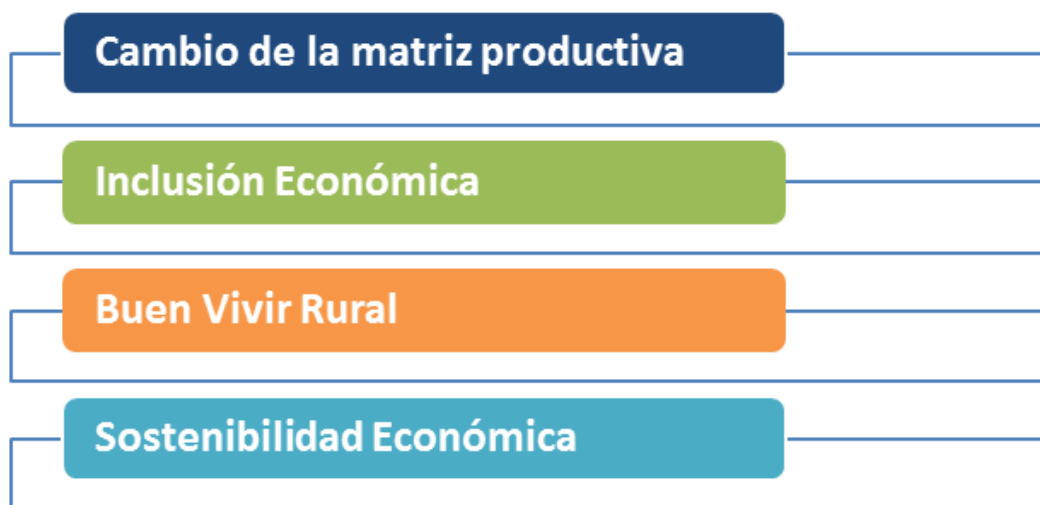 Cambio de la matriz productiva
Inclusión Económica
Buen Vivir Rural
Sostenibilidad Económica